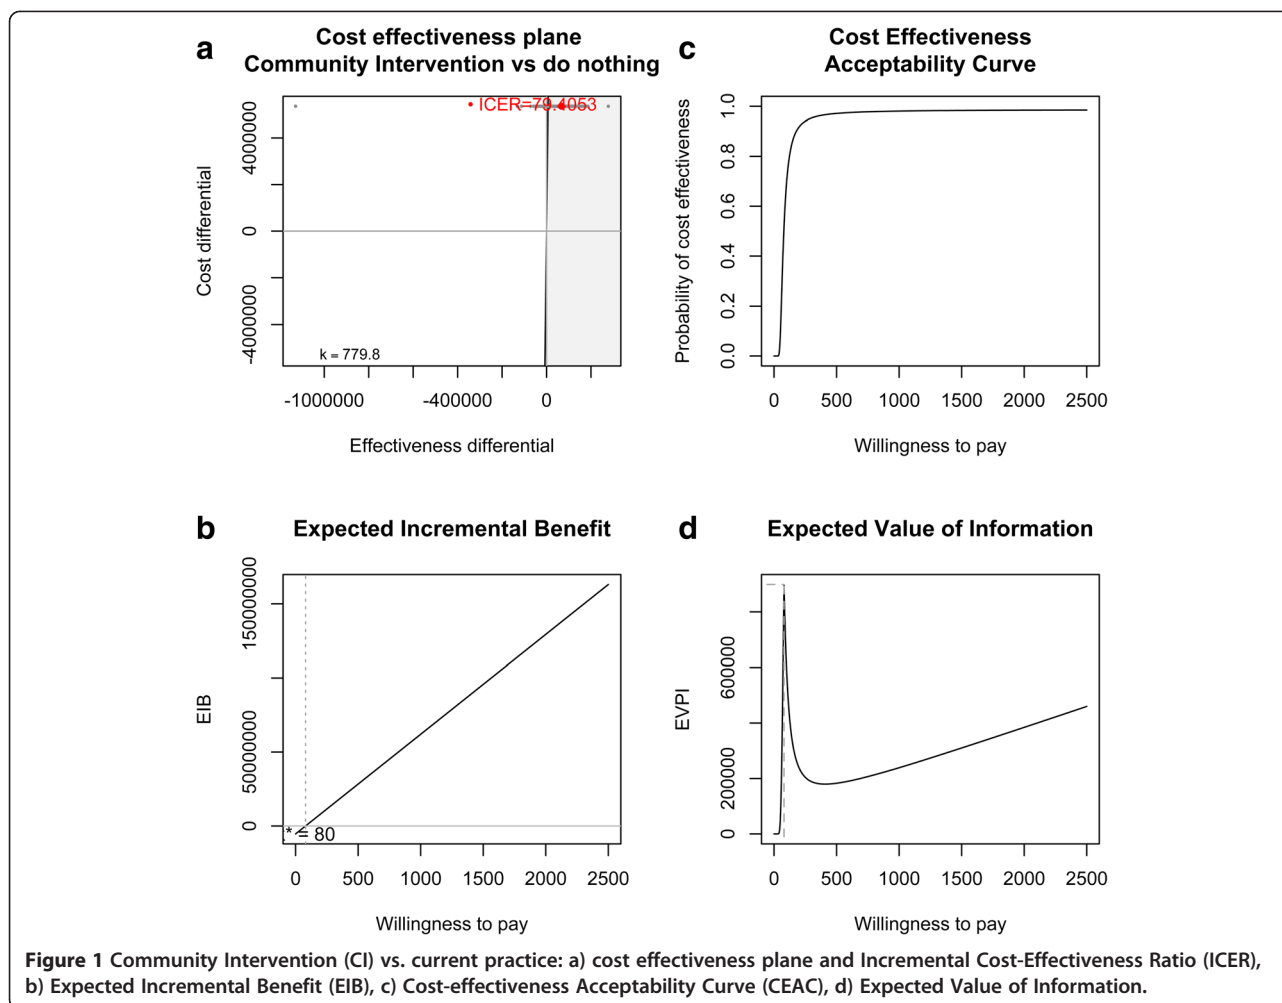 a
Cost effectiveness plane
Community Intervention vs do nothing
ICER=79.4053
4000000
0
-4000000
Cost differential
k = 779.8
-1000000 -400000 0
Effectiveness differential
c
Cost Effectiveness
Acceptability Curve
1.0
0.8
0.6
0.4
0.2
0.0
Probability of cost effectiveness
0 500 1000 1500 2000 2500
Willingness to pay
b
Expected Incremental Benefit
150000000
50000000
0
EIB
* = 80
0 500 1000 1500 2000 2500
Willingness to pay
d
Expected Value of Information
600000
200000
0
EVPI
0 500 1000 1500 2000 2500
Willingness to pay
Figure 1 Community Intervention (CI) vs. current practice: a) cost effectiveness plane and Incremental Cost-Effectiveness Ratio (ICER),
b) Expected Incremental Benefit (EIB), c) Cost-effectiveness Acceptability Curve (CEAC), d) Expected Value of Information.